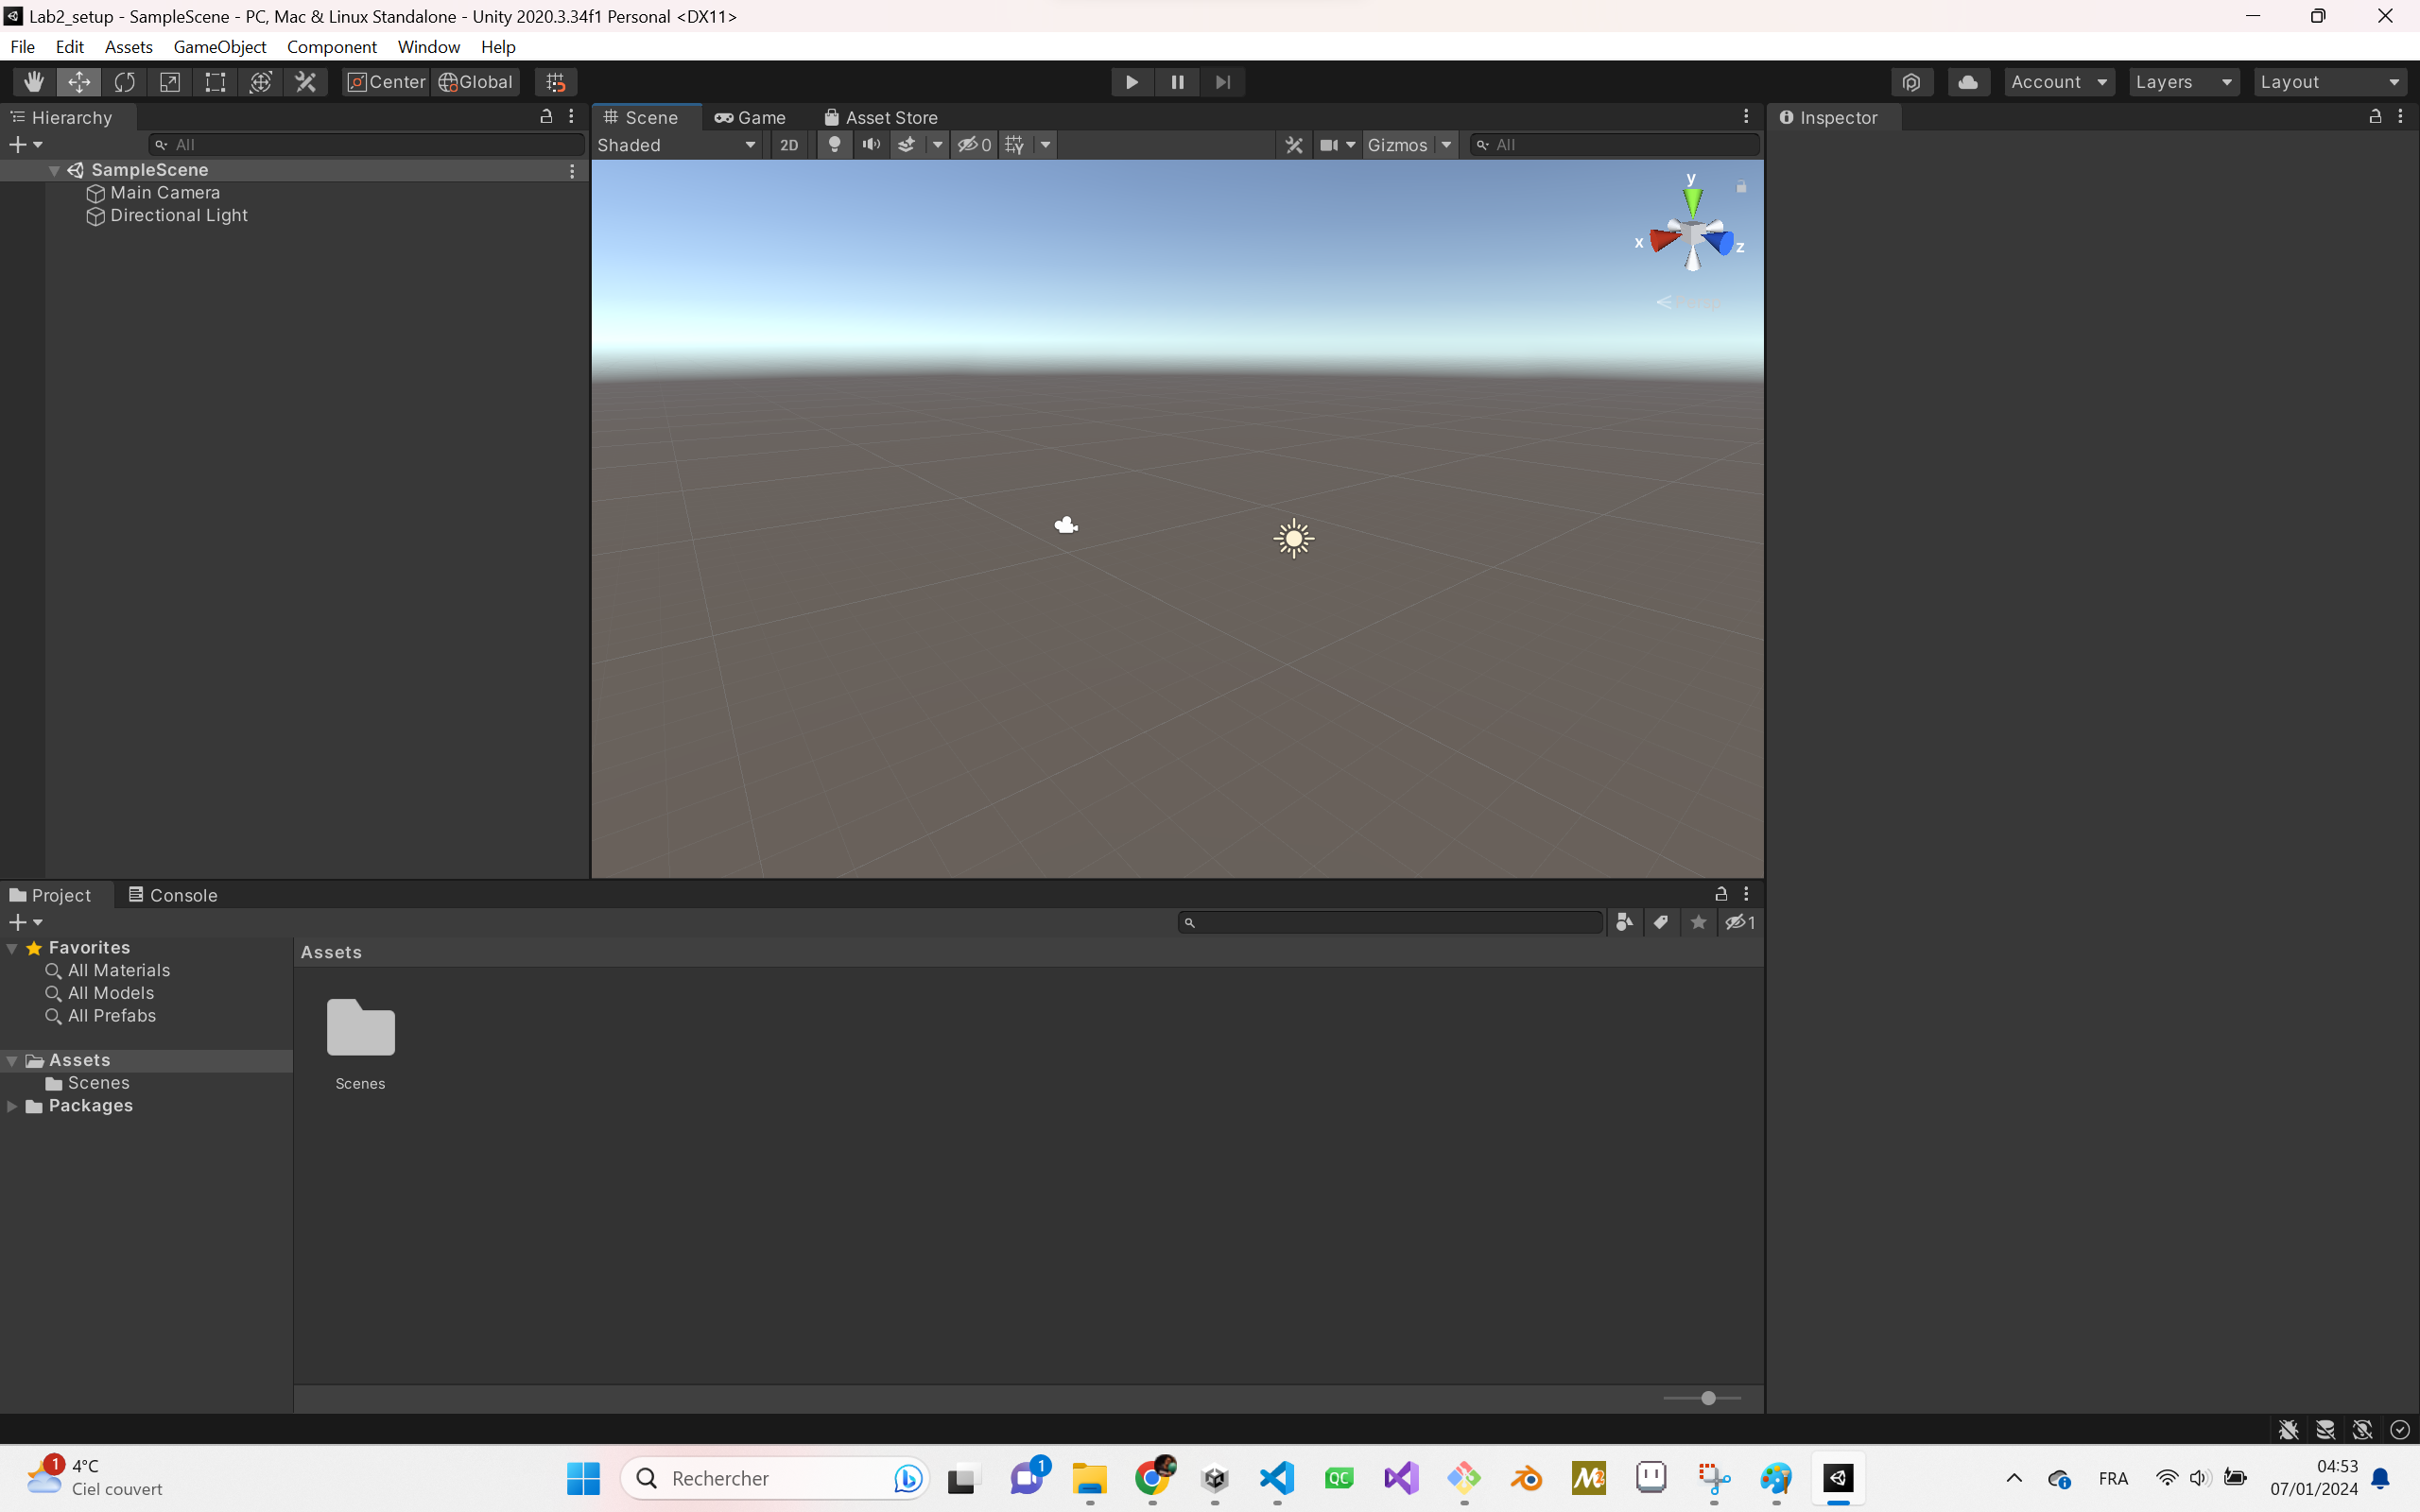 Lab2_setup - SampleScene - PC, Mac & Linux Standalone - Unity 2020.3.34f1 Personal <DX11>
File Edit Assets GameObject Component Window Help
Center Global Account Layers Layout
Hierarchy
All
SampleScene
Main Camera
Directional Light
Scene Game Asset Store
Shaded 2D 0 Gizmos All
y
x
z
Inspector
Project Console
1
Favorites
All Materials
All Models
All Prefabs
Assets
Scenes
Packages
Assets
Scenes
1
4°C
Ciel couvert
Rechercher
1
QC
FRA
04:53
07/01/2024